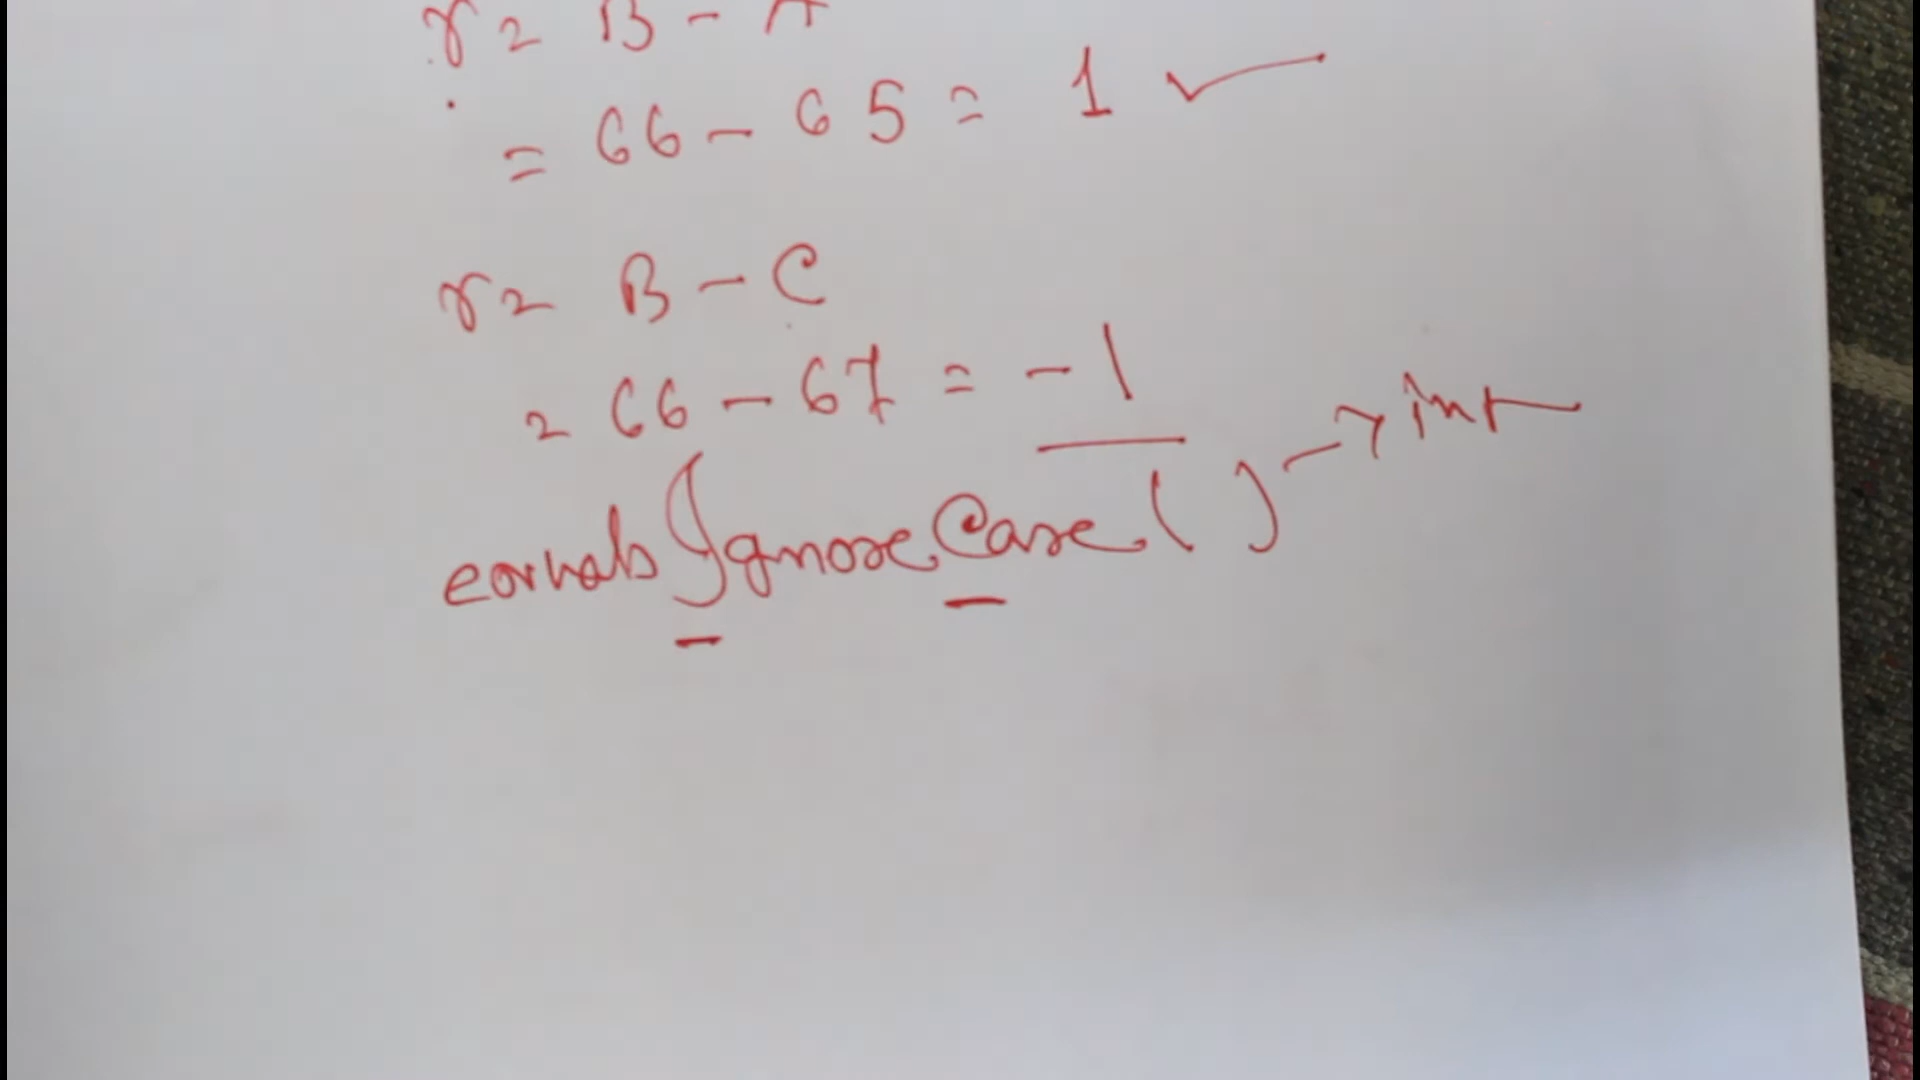 r = B - A
= 66 - 65 = 1 ✓
r = B - C
= 66 - 67 = -1
equalsIgnoreCase( ) → int